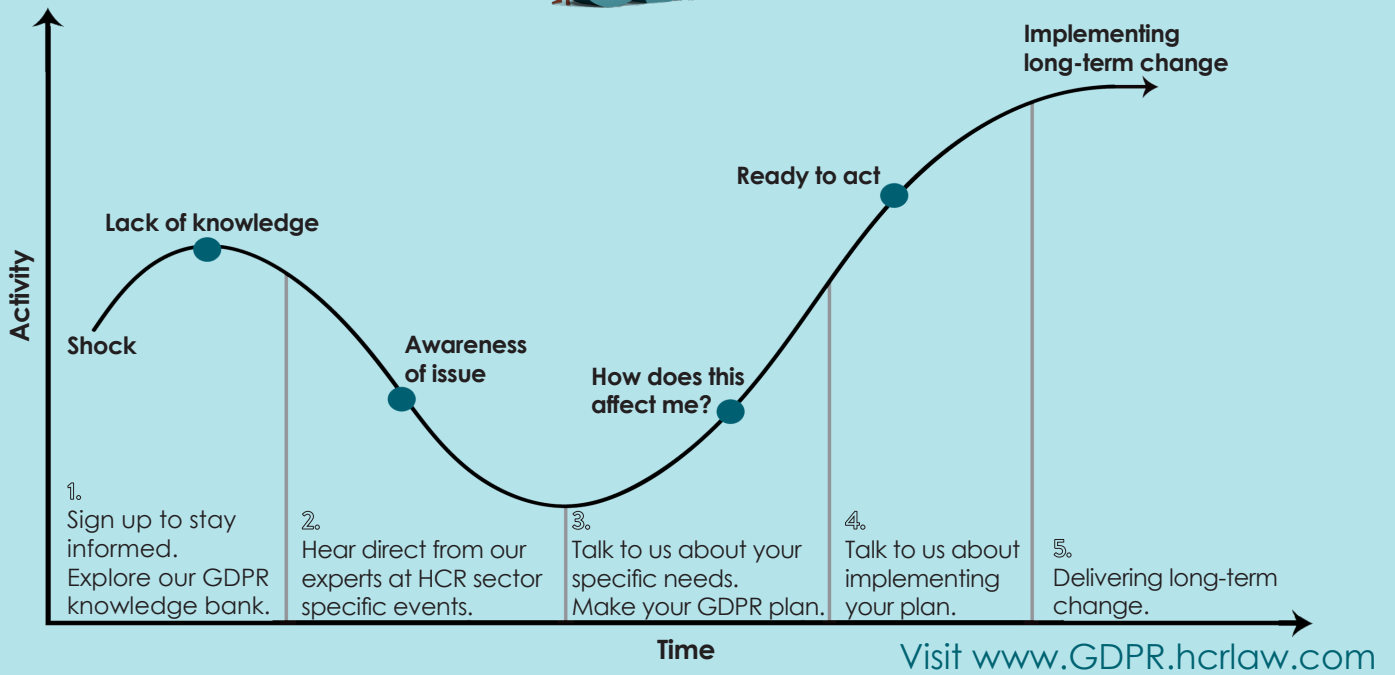 Implementing
long-term change
Ready to act
Lack of knowledge
Activity
Shock
Awareness
of issue
How does this
affect me?
1.
Sign up to stay
informed.
Explore our GDPR
knowledge bank.
2.
Hear direct from our
experts at HCR sector
specific events.
3.
Talk to us about your
specific needs.
Make your GDPR plan.
4.
Talk to us about
implementing
your plan.
5.
Delivering long-term
change.
Time
Visit www.GDPR.hcrlaw.com